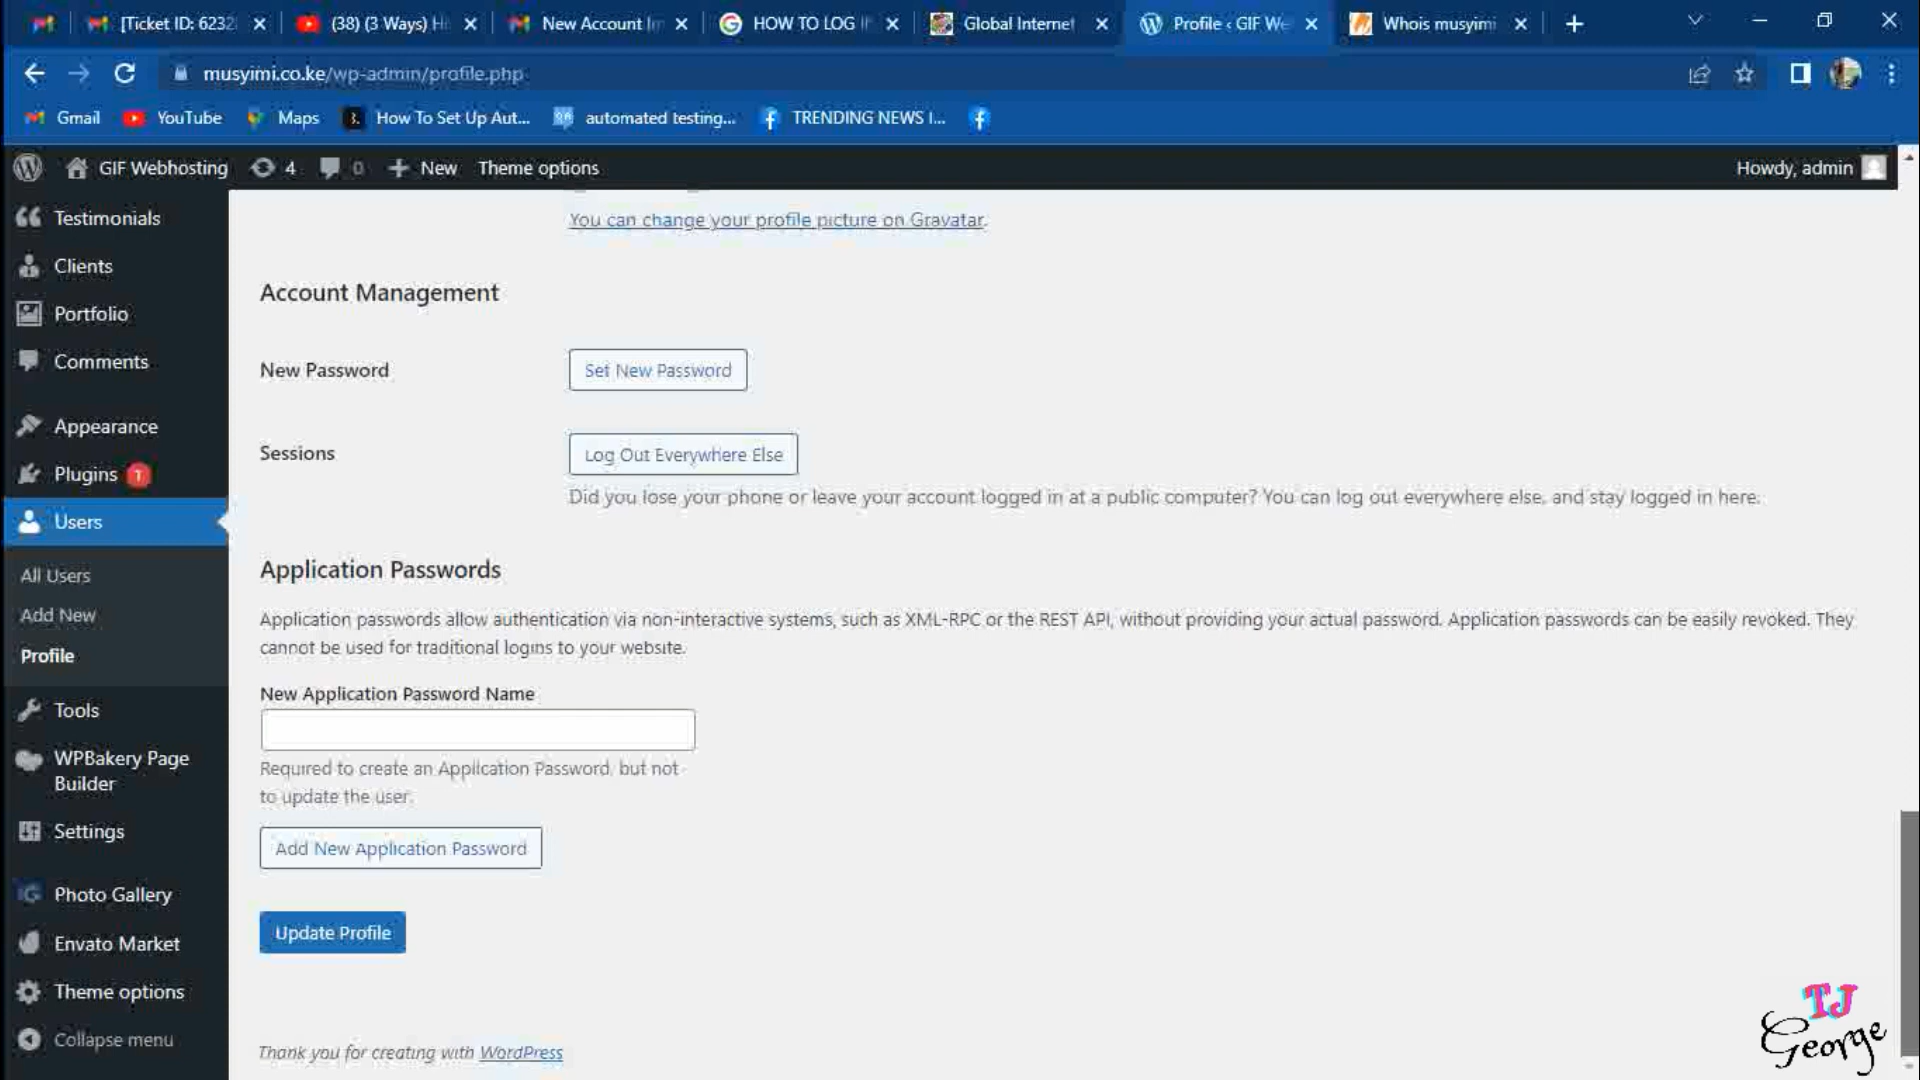 [Ticket ID: 6232
(38) (3 Ways) H
New Account Im
HOW TO LOG I
Global Internet
Profile ‹ GIF We
Whois musyimi
musyimi.co.ke/wp-admin/profile.php
Gmail
YouTube
Maps
How To Set Up Aut...
automated testing...
TRENDING NEWS I...
GIF Webhosting
4
0
New
Theme options
Howdy, admin
Testimonials
Clients
Portfolio
Comments
Appearance
Plugins 1
Users
All Users
Add New
Profile
Tools
WPBakery Page
Builder
Settings
Photo Gallery
Envato Market
Theme options
Collapse menu
You can change your profile picture on Gravatar.
Account Management
New Password
Set New Password
Sessions
Log Out Everywhere Else
Did you lose your phone or leave your account logged in at a public computer? You can log out everywhere else, and stay logged in here.
Application Passwords
Application passwords allow authentication via non-interactive systems, such as XML-RPC or the REST API, without providing your actual password. Application passwords can be easily revoked. They
cannot be used for traditional logins to your website.
New Application Password Name
Required to create an Application Password, but not
to update the user.
Add New Application Password
Update Profile
Thank you for creating with WordPress
TJ
George